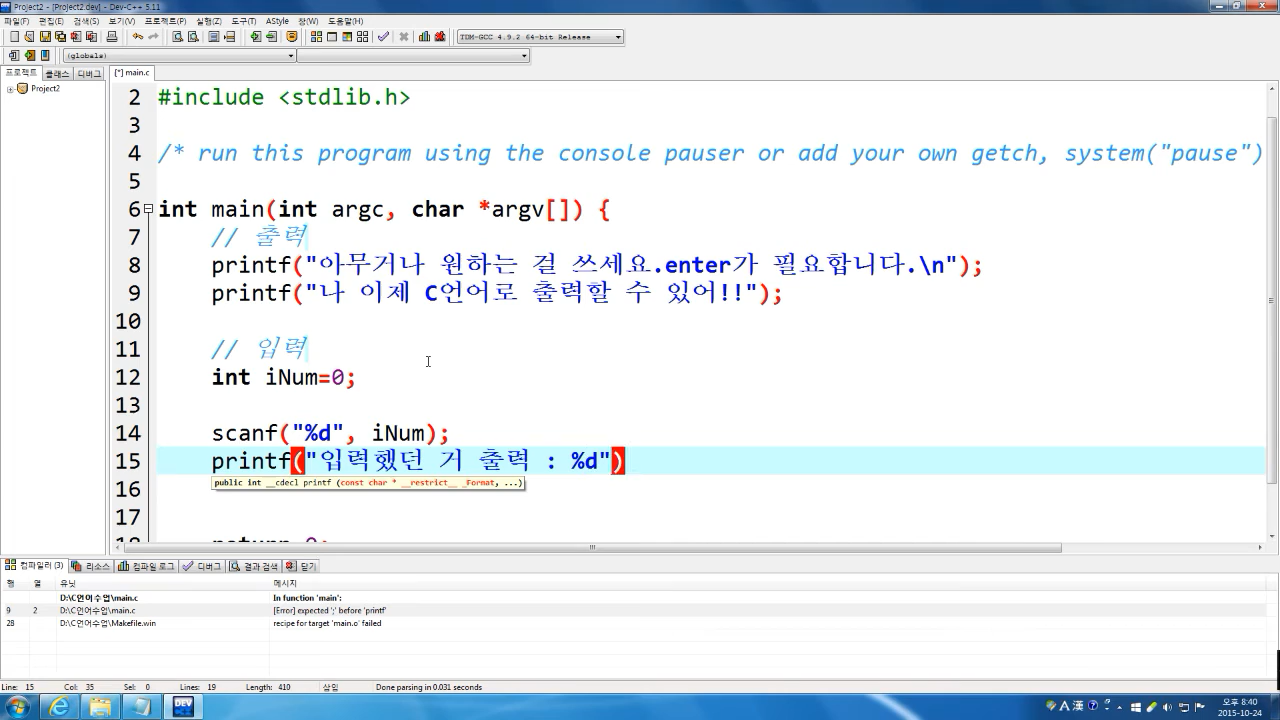 Project2 - [Project2.dev] - Dev-C++ 5.11
파일[F] 편집[E] 검색[S] 보기[V] 프로젝트[P] 실행[Z] 도구[T] AStyle 창[W] 도움말[H]
TDM-GCC 4.9.2 64-bit Release
(globals)
프로젝트 클래스 디버그 [*] main.c
Project2
2 #include <stdlib.h>
3
4 /* run this program using the console pauser or add your own getch, system("pause")
5
6 int main(int argc, char *argv[]) {
7 // 출력
8 printf("아무거나 원하는 걸 쓰세요.enter가 필요합니다.\n");
9 printf("나 이제 C언어로 출력할 수 있어!!");
10
11 // 입력
12 int iNum=0;
13
14 scanf("%d", iNum);
15 printf("입력했던 거 출력 : %d")
public int __cdecl printf (const char * __restrict__ _Format, ...)
16
17
18 return 0;
컴파일러 (3) 리소스 컴파일 로그 디버그 결과 검색 닫기
행 열 유닛 메시지
D:\C언어수업\main.c In function 'main':
9 2 D:\C언어수업\main.c [Error] expected ';' before 'printf'
28 D:\C언어수업\Makefile.win recipe for target 'main.o' failed
Line: 15 Col: 35 Sel: 0 Lines: 19 Length: 410 삽입 Done parsing in 0.031 seconds
DEV
A 漢
오후 8:40
2015-10-24